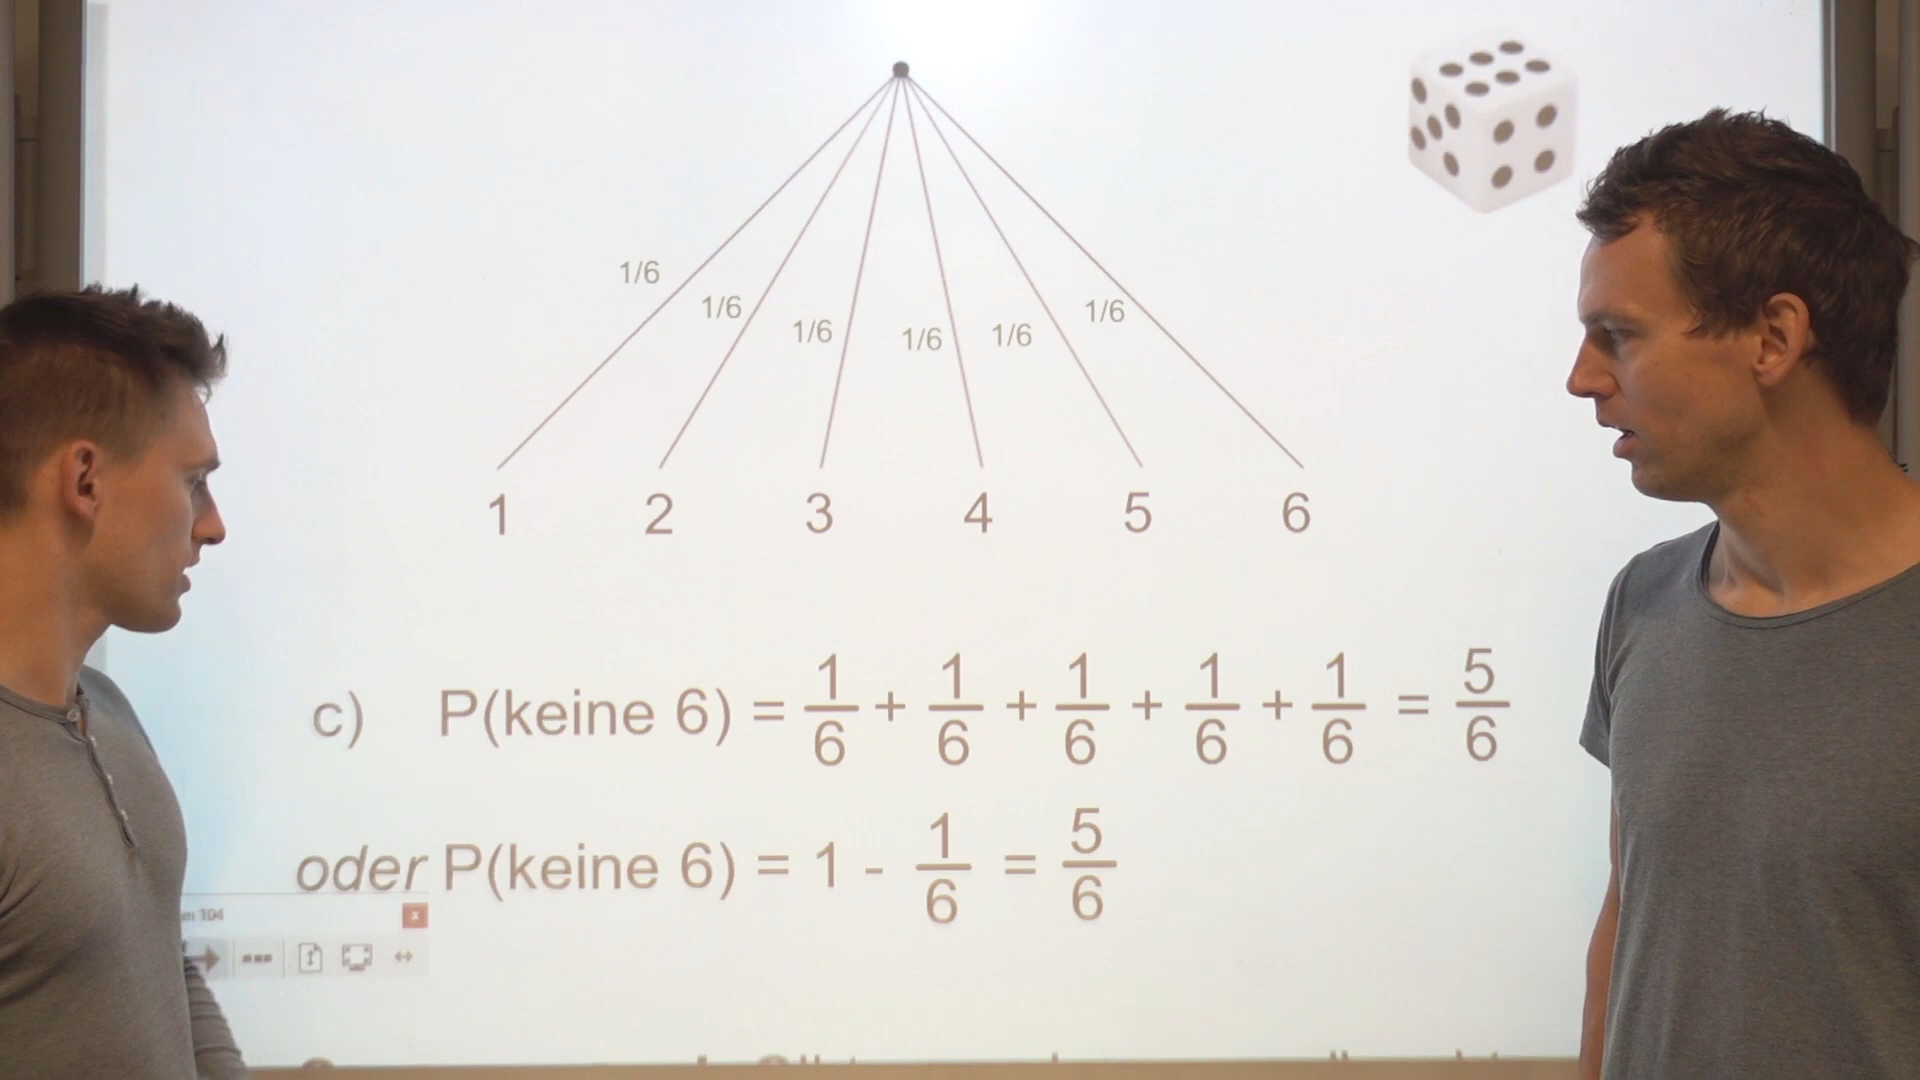 1/6 1/6 1/6 1/6 1/6 1/6
1 2 3 4 5 6
c) P(keine 6) = 1/6 + 1/6 + 1/6 + 1/6 + 1/6 = 5/6
oder P(keine 6) = 1 - 1/6 = 5/6
104